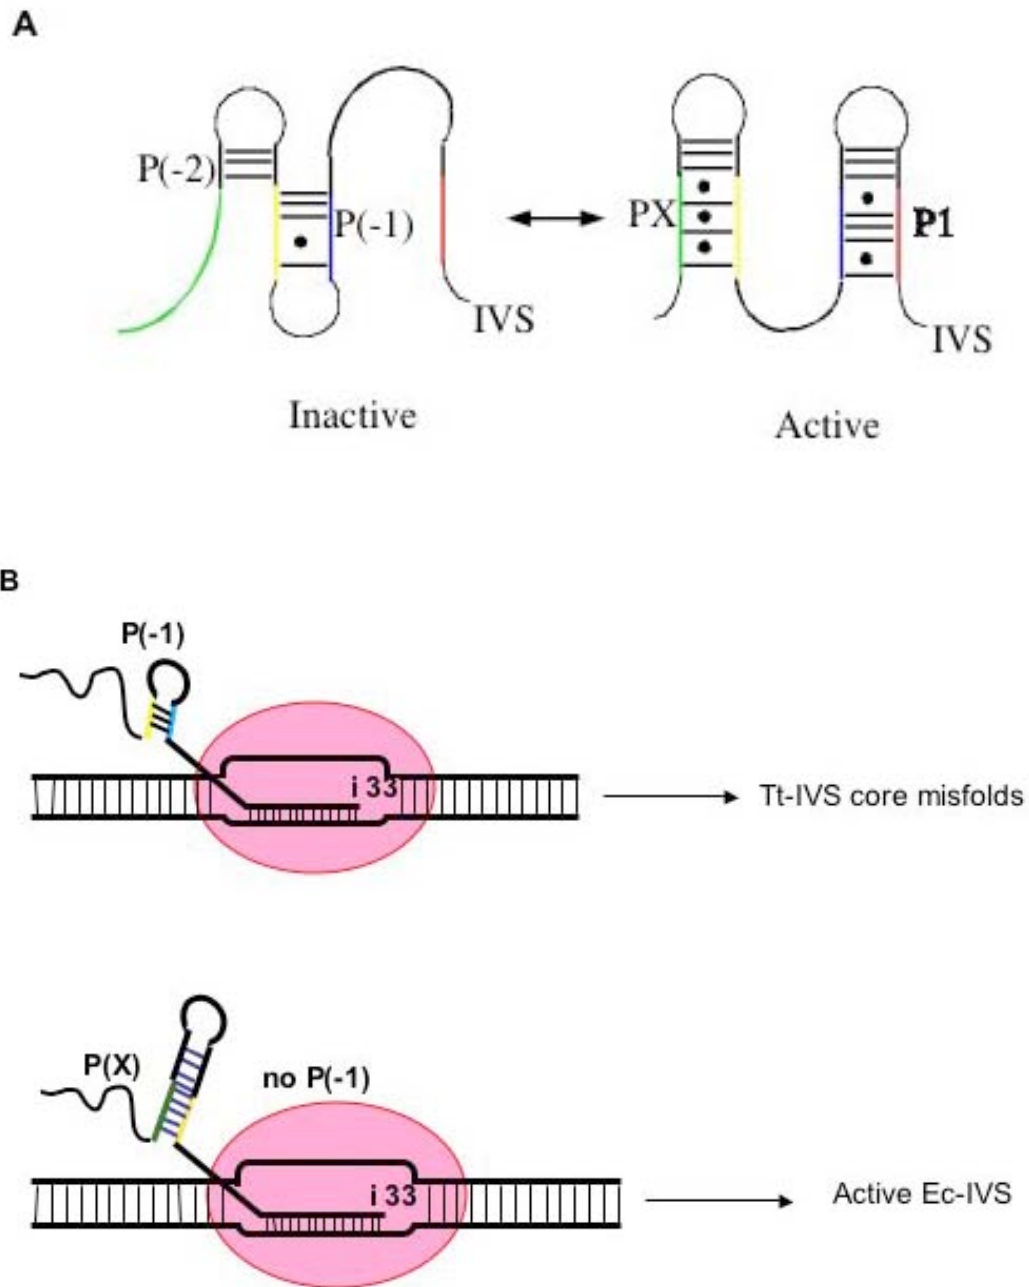 A
P(-2)
P(-1)
IVS
PX
P1
IVS
Inactive
Active
B
P(-1)
i 33
Tt-IVS core misfolds
P(X)
no P(-1)
i 33
Active Ec-IVS